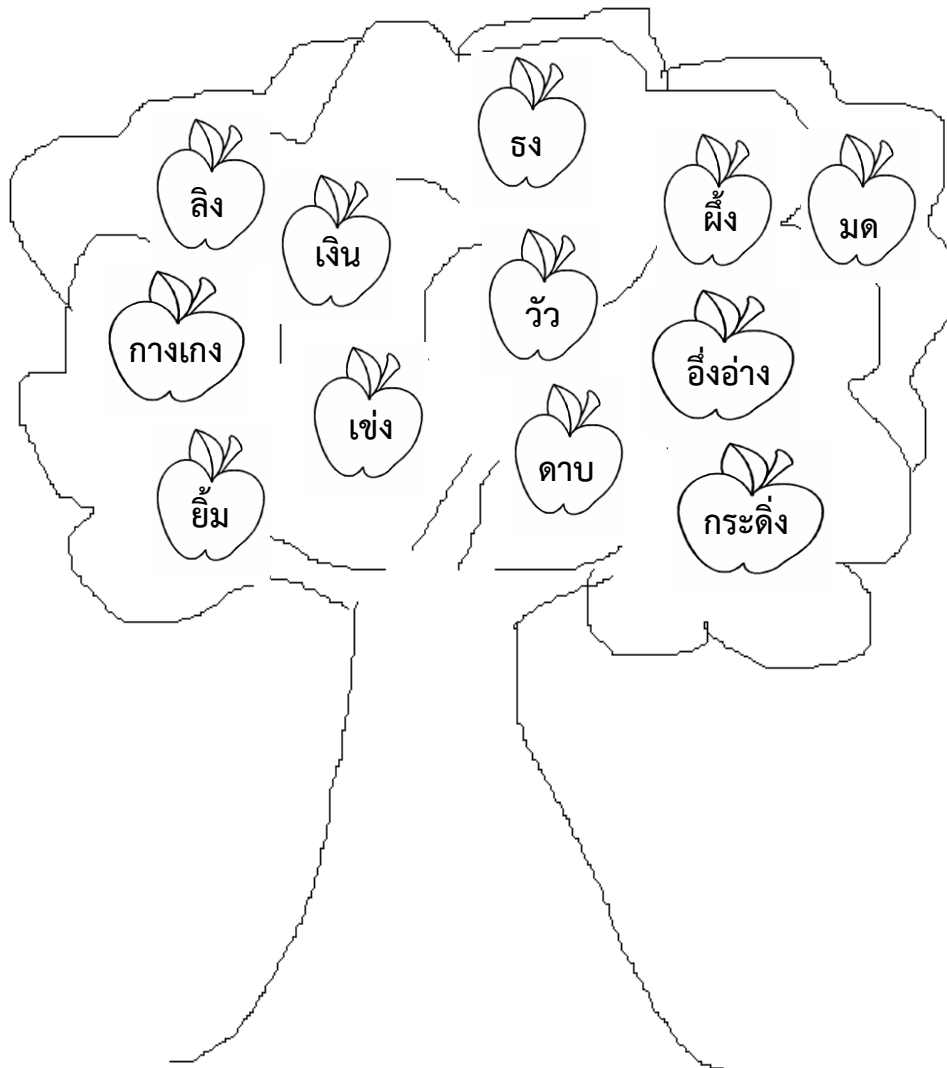 ธง
ลิง
ผึ้ง
มด
เงิน
วัว
กางเกง
อึ่งอ่าง
เข่ง
ดาบ
ยิ้ม
กระดิ่ง